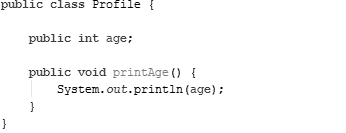 public class Profile {
public int age;
public void printAge() {
System.out.println(age);
}
}